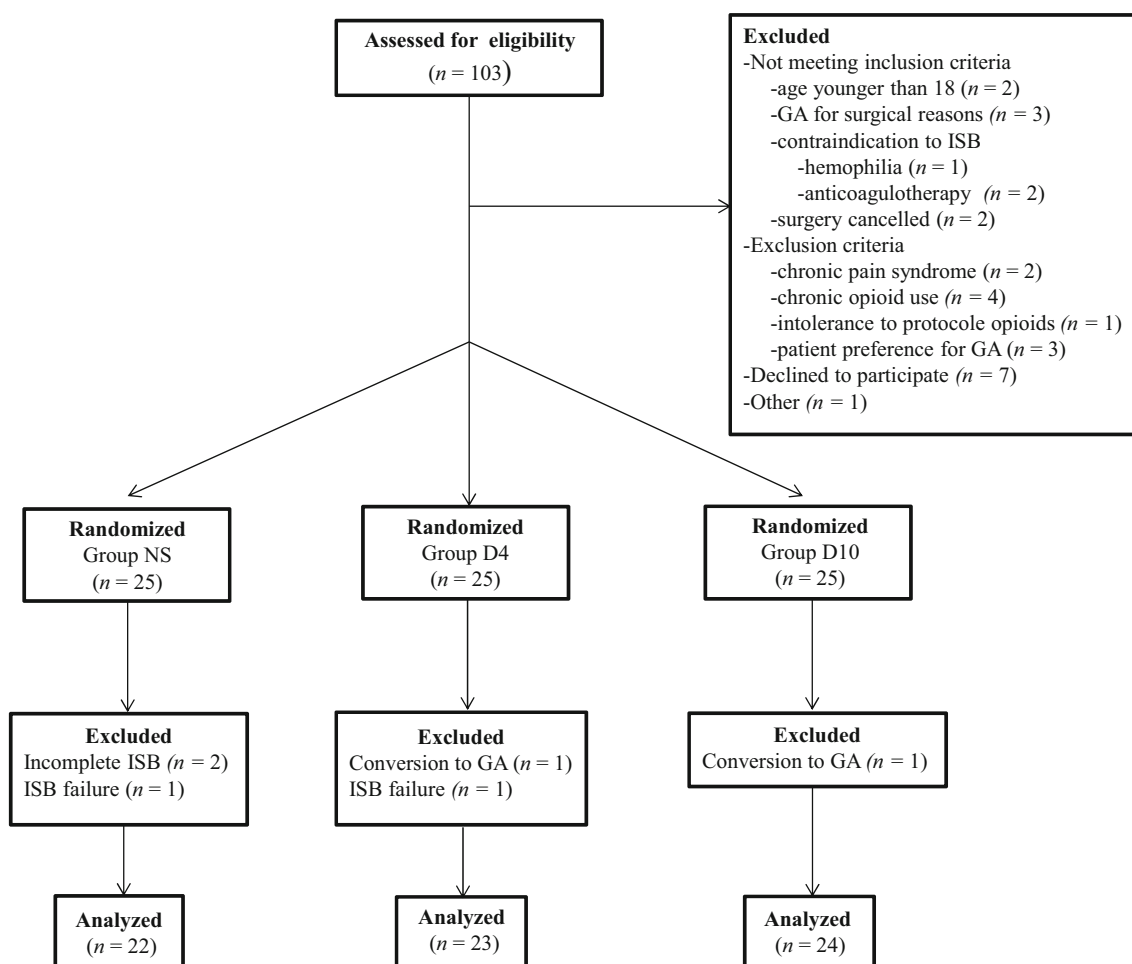 Assessed for eligibility
(n = 103)
Excluded
-Not meeting inclusion criteria
-age younger than 18 (n = 2)
-GA for surgical reasons (n = 3)
-contraindication to ISB
-hemophilia (n = 1)
-anticoagulotherapy (n = 2)
-surgery cancelled (n = 2)
-Exclusion criteria
-chronic pain syndrome (n = 2)
-chronic opioid use (n = 4)
-intolerance to protocole opioids (n = 1)
-patient preference for GA (n = 3)
-Declined to participate (n = 7)
-Other (n = 1)
Randomized
Group NS
(n = 25)
Randomized
Group D4
(n = 25)
Randomized
Group D10
(n = 25)
Excluded
Incomplete ISB (n = 2)
ISB failure (n = 1)
Excluded
Conversion to GA (n = 1)
ISB failure (n = 1)
Excluded
Conversion to GA (n = 1)
Analyzed
(n = 22)
Analyzed
(n = 23)
Analyzed
(n = 24)